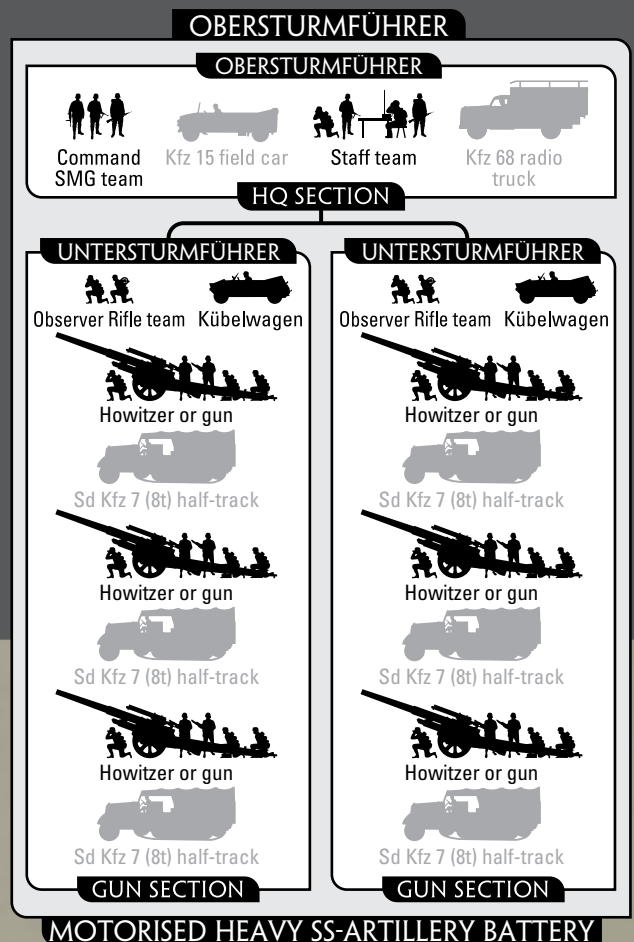 OBERSTURMFÜHRER
OBERSTURMFÜHRER
Command
SMG team
Kfz 15 field car
Staff team
Kfz 68 radio
truck
HQ SECTION
UNTERSTURMFÜHRER
Observer Rifle team
Kübelwagen
Howitzer or gun
Sd Kfz 7 (8t) half-track
Howitzer or gun
Sd Kfz 7 (8t) half-track
Howitzer or gun
Sd Kfz 7 (8t) half-track
GUN SECTION
UNTERSTURMFÜHRER
Observer Rifle team
Kübelwagen
Howitzer or gun
Sd Kfz 7 (8t) half-track
Howitzer or gun
Sd Kfz 7 (8t) half-track
Howitzer or gun
Sd Kfz 7 (8t) half-track
GUN SECTION
MOTORISED HEAVY SS-ARTILLERY BATTERY